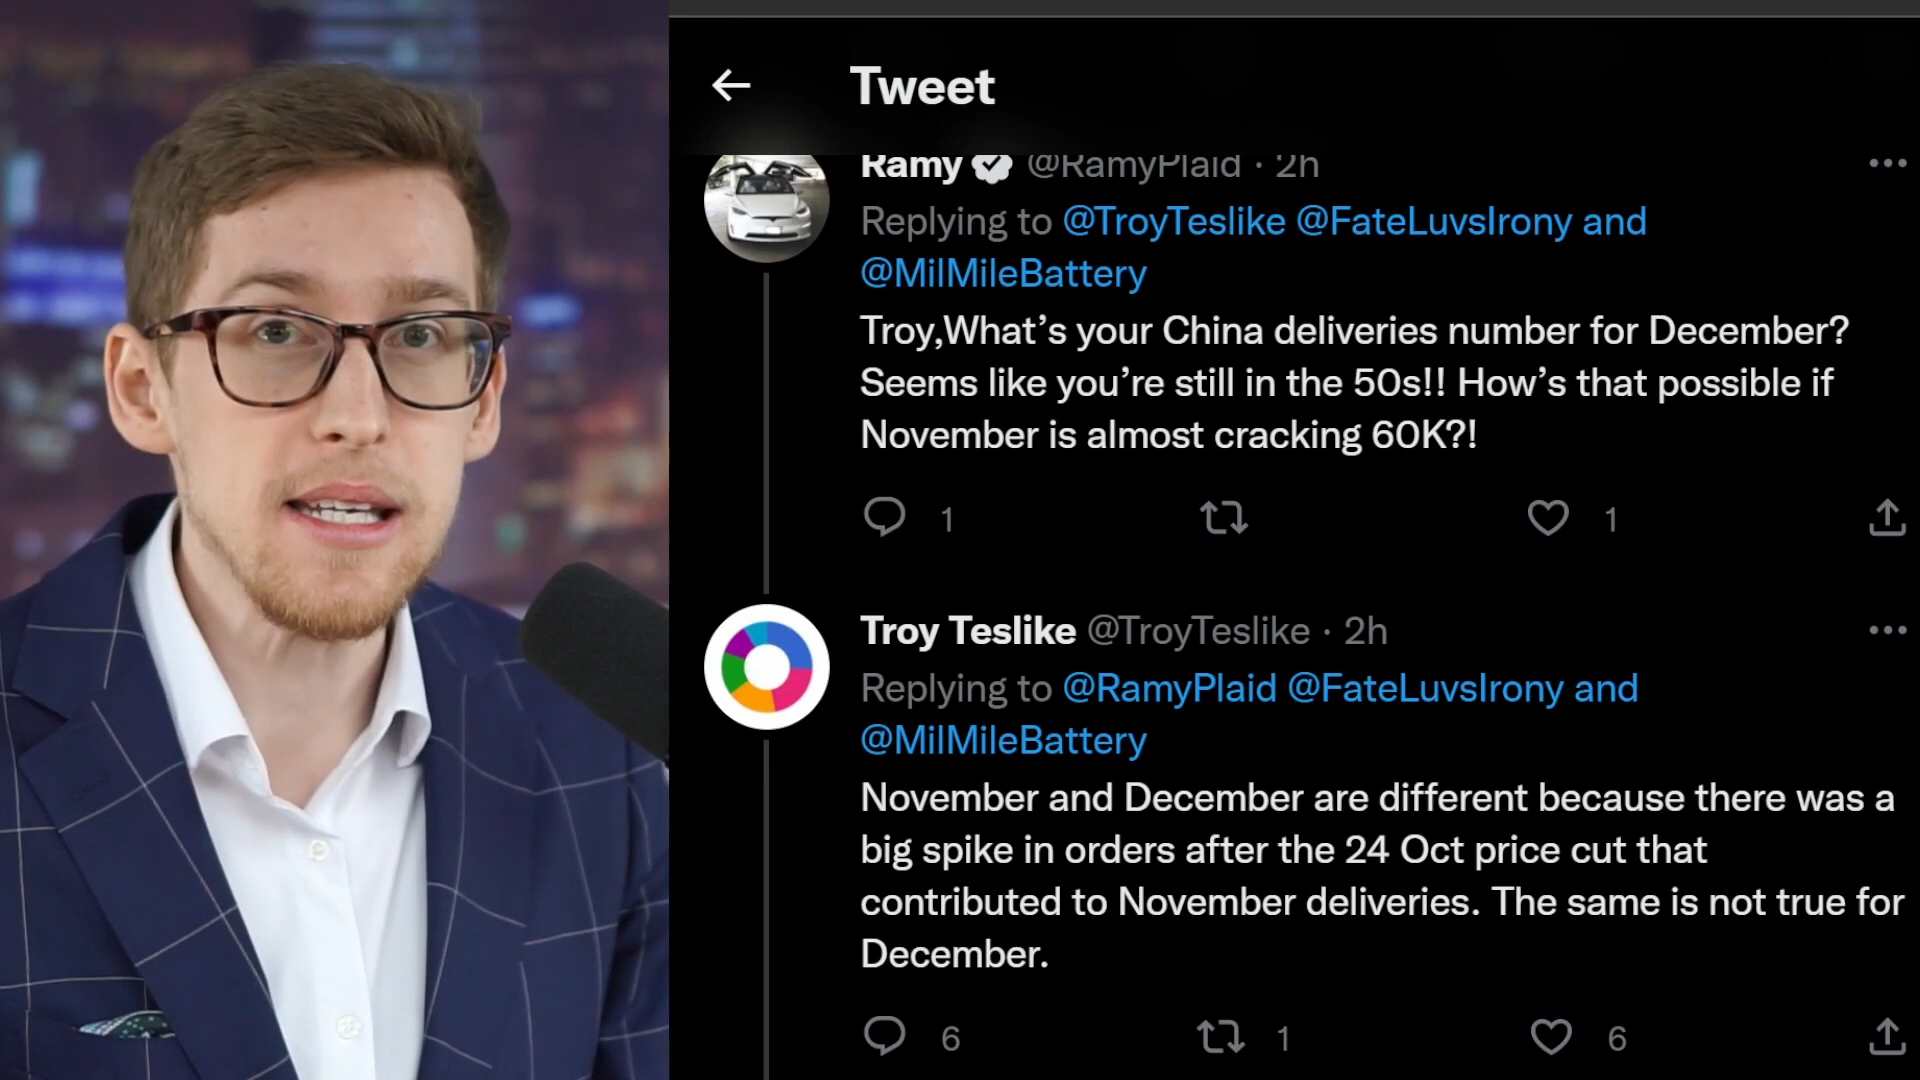 Tweet
Ramy @RamyPlaid · 2h
Replying to @TroyTeslike @FateLuvsIrony and
@MilMileBattery
Troy,What’s your China deliveries number for December?
Seems like you’re still in the 50s!! How’s that possible if
November is almost cracking 60K?!
1 1
Troy Teslike @TroyTeslike · 2h
Replying to @RamyPlaid @FateLuvsIrony and
@MilMileBattery
November and December are different because there was a
big spike in orders after the 24 Oct price cut that
contributed to November deliveries. The same is not true for
December.
6 1 6